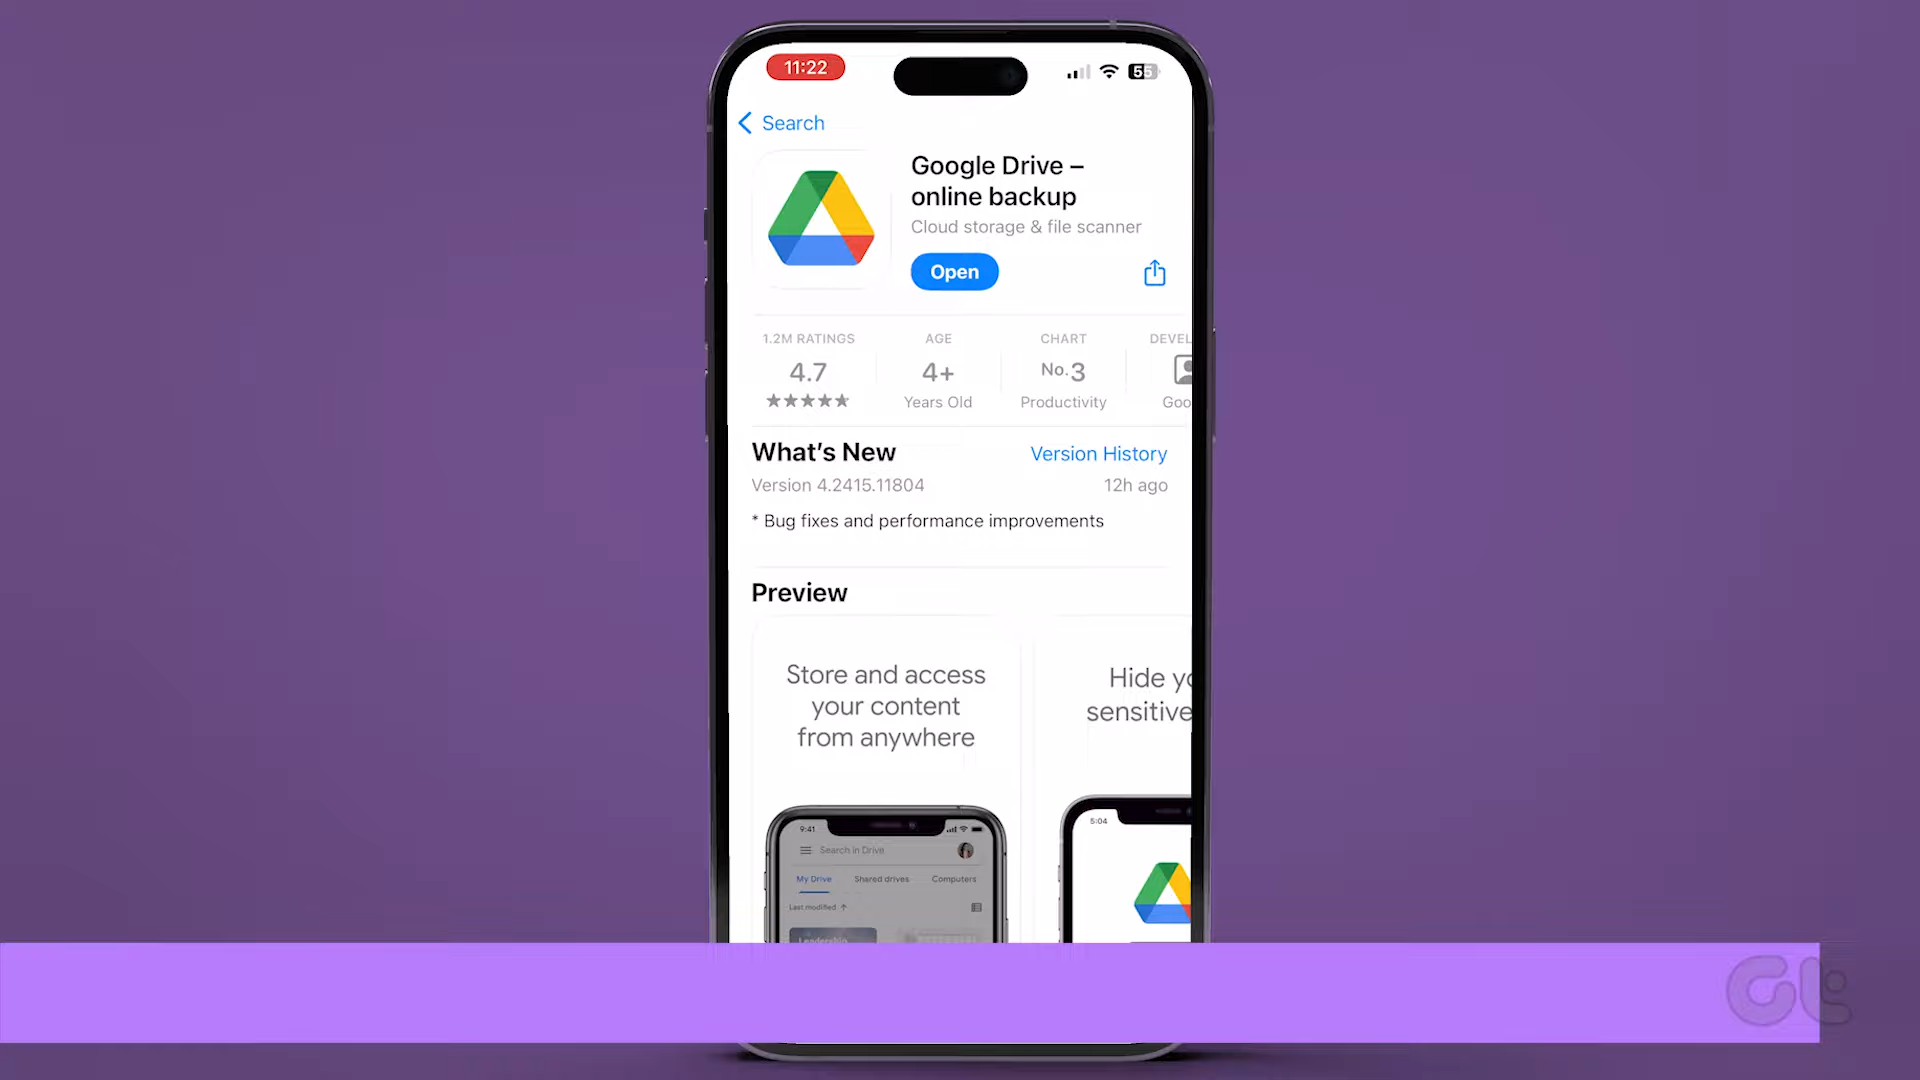 11:22
55
Search
Google Drive –
online backup
Cloud storage & file scanner
Open
1.2M RATINGS
AGE
CHART
DEVEL
4.7
4+
No. 3
Years Old
Productivity
Goo
What's New
Version History
Version 4.2415.11804
12h ago
* Bug fixes and performance improvements
Preview
Store and access
your content
from anywhere
Hide yo
sensitive
9:41
Search in Drive
My Drive
Shared drives
Computers
Last modified
Leadership
5:04